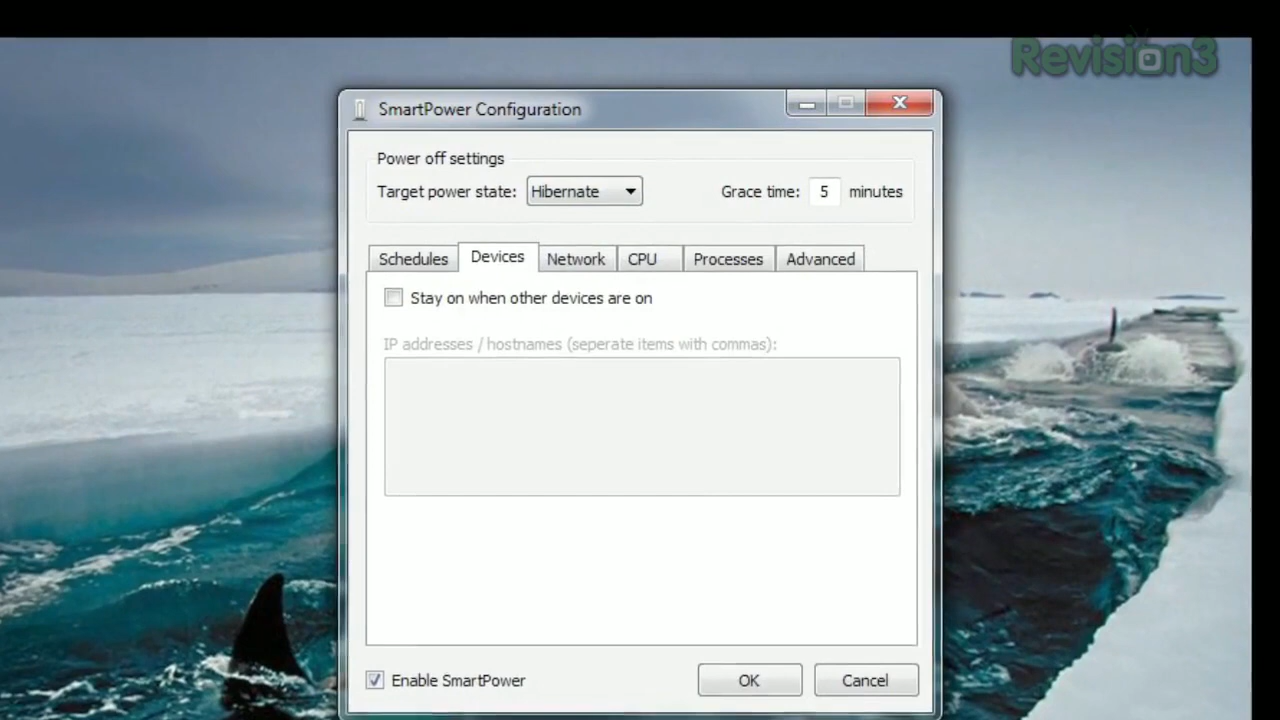 Revision3
SmartPower Configuration
Power off settings
Target power state: Hibernate Grace time: 5 minutes
Schedules Devices Network CPU Processes Advanced
Stay on when other devices are on
IP addresses / hostnames (seperate items with commas):
Enable SmartPower OK Cancel